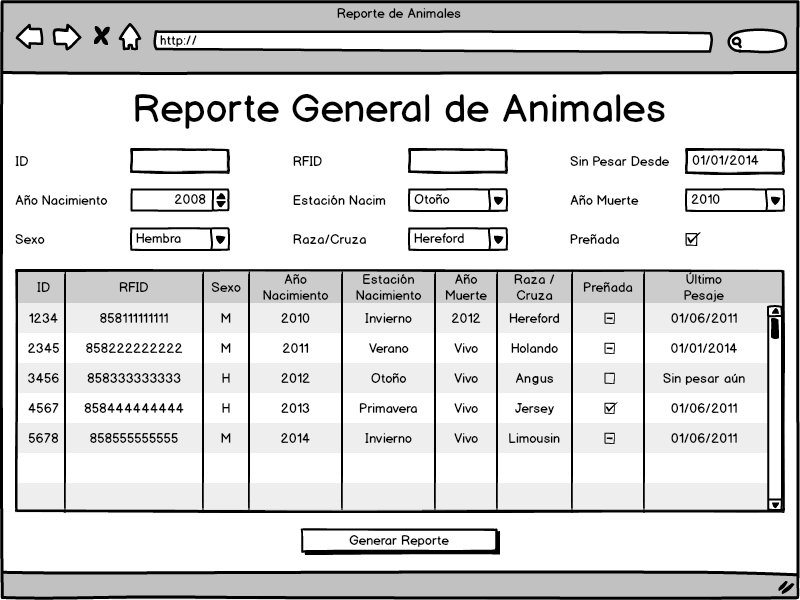 Reporte de Animales
http://
Reporte General de Animales
ID RFID Sin Pesar Desde 01/01/2014
Año Nacimiento 2008 Estación Nacim Otoño Año Muerte 2010
Sexo Hembra Raza/Cruza Hereford Preñada
ID RFID Sexo Año Nacimiento Estación Nacimiento Año Muerte Raza / Cruza Preñada Último Pesaje
1234 858111111111 M 2010 Invierno 2012 Hereford 01/06/2011
2345 858222222222 M 2011 Verano Vivo Holando 01/01/2014
3456 858333333333 H 2012 Otoño Vivo Angus Sin pesar aún
4567 858444444444 H 2013 Primavera Vivo Jersey 01/06/2011
5678 858555555555 M 2014 Invierno Vivo Limousin 01/06/2011
Generar Reporte